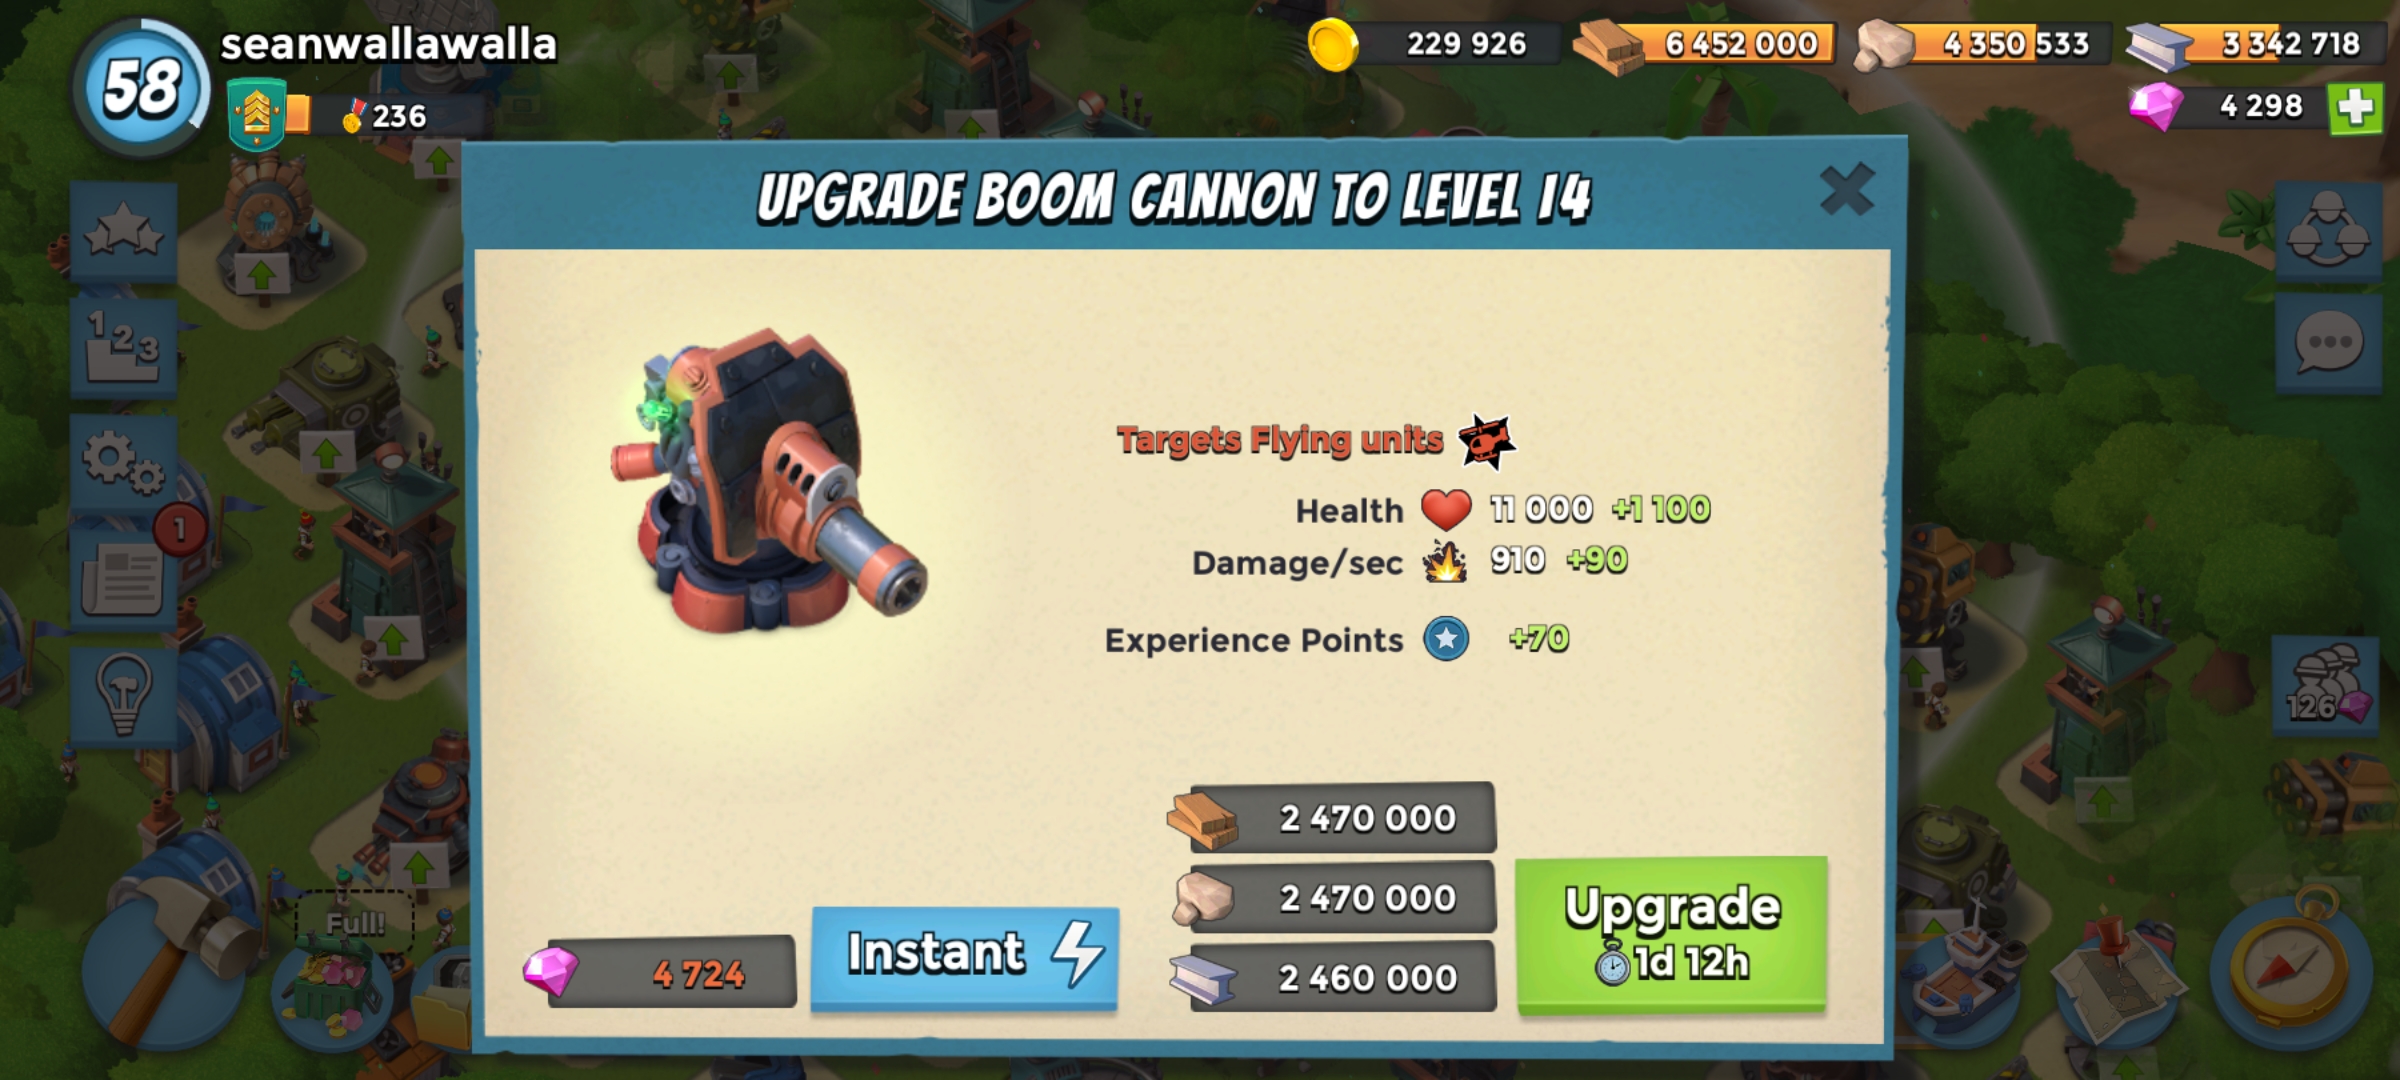 58
seanwallawalla
236
229 926
6 452 000
4 350 533
3 342 718
4 298
UPGRADE BOOM CANNON TO LEVEL 14
123
1
Targets Flying units
Health 11 000 +1 100
Damage/sec 910 +90
Experience Points +70
126
Full!
2 470 000
2 470 000
2 460 000
4 724
Instant
Upgrade
1d 12h